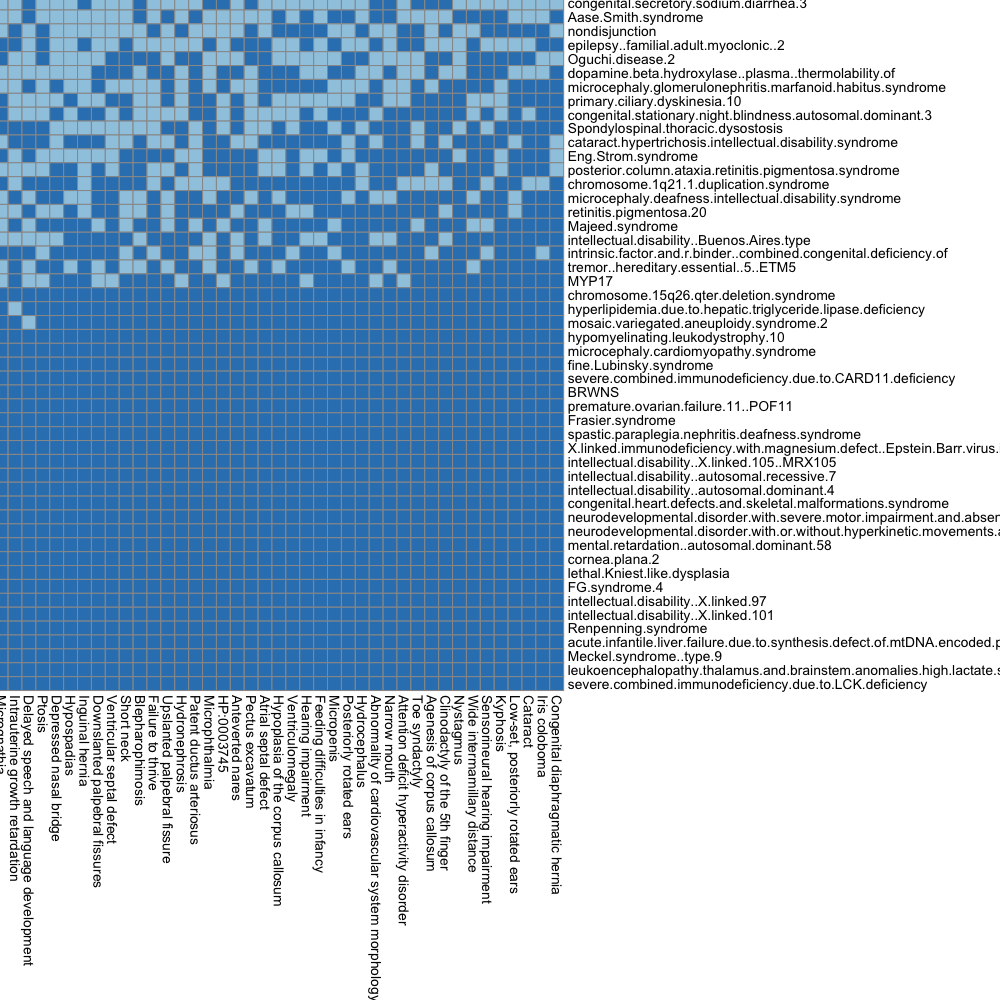 congenital.secretory.sodium.diarrhea.3
Aase.Smith.syndrome
nondisjunction
epilepsy..familial.adult.myoclonic..2
Oguchi.disease.2
dopamine.beta.hydroxylase..plasma..thermolability.of
microcephaly.glomerulonephritis.marfanoid.habitus.syndrome
primary.ciliary.dyskinesia.10
congenital.stationary.night.blindness.autosomal.dominant.3
Spondylospinal.thoracic.dysostosis
cataract.hypertrichosis.intellectual.disability.syndrome
Eng.Strom.syndrome
posterior.column.ataxia.retinitis.pigmentosa.syndrome
chromosome.1q21.1.duplication.syndrome
microcephaly.deafness.intellectual.disability.syndrome
retinitis.pigmentosa.20
Majeed.syndrome
intellectual.disability..Buenos.Aires.type
intrinsic.factor.and.r.binder..combined.congenital.deficiency.of
tremor..hereditary.essential..5..ETM5
MYP17
chromosome.15q26.qter.deletion.syndrome
hyperlipidemia.due.to.hepatic.triglyceride.lipase.deficiency
mosaic.variegated.aneuploidy.syndrome.2
hypomyelinating.leukodystrophy.10
microcephaly.cardiomyopathy.syndrome
fine.Lubinsky.syndrome
severe.combined.immunodeficiency.due.to.CARD11.deficiency
BRWNS
premature.ovarian.failure.11..POF11
Frasier.syndrome
spastic.paraplegia.nephritis.deafness.syndrome
X.linked.immunodeficiency.with.magnesium.defect..Epstein.Barr.virus.
intellectual.disability..X.linked.105..MRX105
intellectual.disability..autosomal.recessive.7
intellectual.disability..autosomal.dominant.4
congenital.heart.defects.and.skeletal.malformations.syndrome
neurodevelopmental.disorder.with.severe.motor.impairment.and.absen
neurodevelopmental.disorder.with.or.without.hyperkinetic.movements.a
mental.retardation..autosomal.dominant.58
cornea.plana.2
lethal.Kniest.like.dysplasia
FG.syndrome.4
intellectual.disability..X.linked.97
intellectual.disability..X.linked.101
Renpenning.syndrome
acute.infantile.liver.failure.due.to.synthesis.defect.of.mtDNA.encoded.p
Meckel.syndrome..type.9
leukoencephalopathy.thalamus.and.brainstem.anomalies.high.lactate.s
severe.combined.immunodeficiency.due.to.LCK.deficiency
Micrognathia
Intrauterine growth retardation
Delayed speech and language development
Ptosis
Depressed nasal bridge
Hypospadias
Inguinal hernia
Downslanted palpebral fissures
Ventricular septal defect
Short neck
Blepharophimosis
Failure to thrive
Upslanted palpebral fissure
Hydronephrosis
Patent ductus arteriosus
Microphthalmia
HP:0003745
Anteverted nares
Pectus excavatum
Atrial septal defect
Hypoplasia of the corpus callosum
Ventriculomegaly
Hearing impairment
Feeding difficulties in infancy
Micropenis
Posteriorly rotated ears
Hydrocephalus
Abnormality of cardiovascular system morphology
Narrow mouth
Attention deficit hyperactivity disorder
Toe syndactyly
Agenesis of corpus callosum
Clinodactyly of the 5th finger
Nystagmus
Wide intermamillary distance
Sensorineural hearing impairment
Kyphosis
Low-set, posteriorly rotated ears
Cataract
Iris coloboma
Congenital diaphragmatic hernia